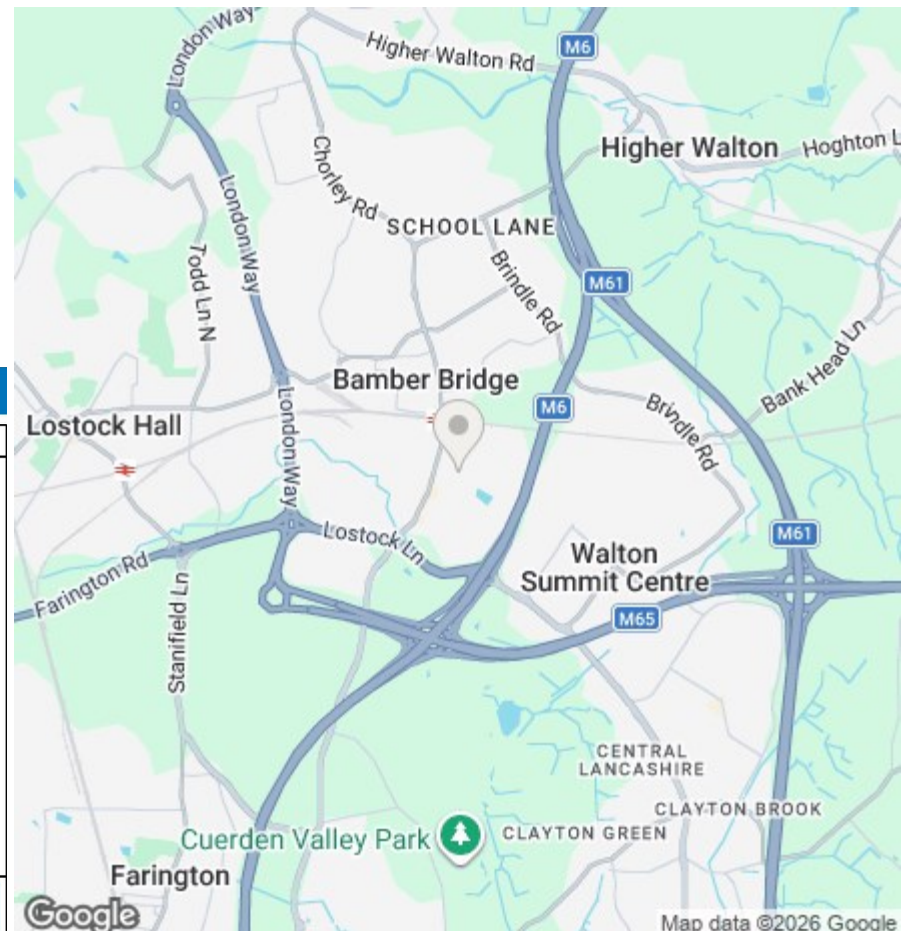 London Way
Higher Walton Rd
M6
Higher Walton
Hoghton L
Chorley Rd
London Way
SCHOOL LANE
Todd Ln N
Brindle Rd
M61
Bank Head Ln
Bamber Bridge
M6
Brindle Rd
Lostock Hall
London Way
M61
Lostock Ln
Walton
Summit Centre
Farington Rd
M65
Stanifield Ln
CENTRAL
LANCASHIRE
CLAYTON BROOK
Cuerden Valley Park
CLAYTON GREEN
Farington
Google
Map data ©2026 Google